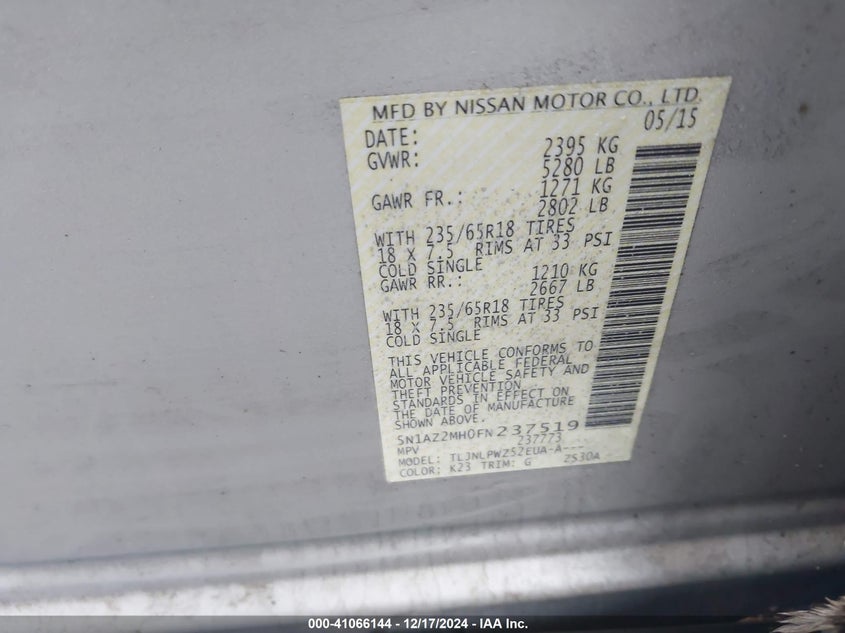 MFD BY NISSAN MOTOR CO., LTD.
DATE: 05/15
GVWR: 2395 KG
5280 LB
GAWR FR.: 1271 KG
2802 LB
WITH 235/65R18 TIRES
18 X 7.5 RIMS AT 33 PSI
COLD SINGLE
GAWR RR.: 1210 KG
2667 LB
WITH 235/65R18 TIRES
18 X 7.5 RIMS AT 33 PSI
COLD SINGLE
THIS VEHICLE CONFORMS TO
ALL APPLICABLE FEDERAL
MOTOR VEHICLE SAFETY AND
THEFT PREVENTION
STANDARDS IN EFFECT ON
THE DATE OF MANUFACTURE
SHOWN ABOVE.
5N1AZ2MH0FN237519
MPV 237773
MODEL: TLJNLPWZ52EUA-A---
COLOR: K23 TRIM: G Z530A
000-41066144 - 12/17/2024 - IAA Inc.